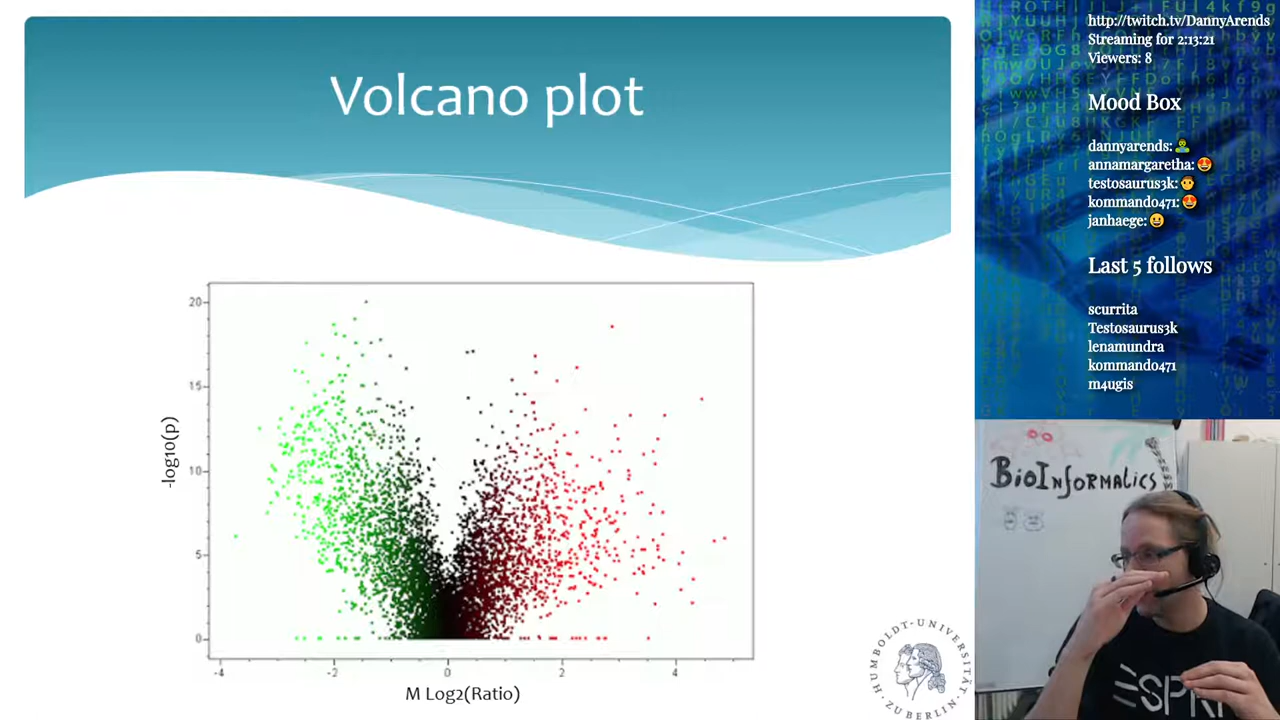 Volcano plot
20
15
10
5
0
-log10(p)
-4
-2
0
2
4
M Log2(Ratio)
HUMBOLDT-UNIVERSITÄT
ZU BERLIN
http://twitch.tv/DannyArends
Streaming for 2:13:21
Viewers: 8
Mood Box
dannyarends:
annamargaretha:
testosaurus3k:
kommando471:
janhaege:
Last 5 follows
scurrita
Testosaurus3k
lenamundra
kommando471
m4ugis
BioInformatics